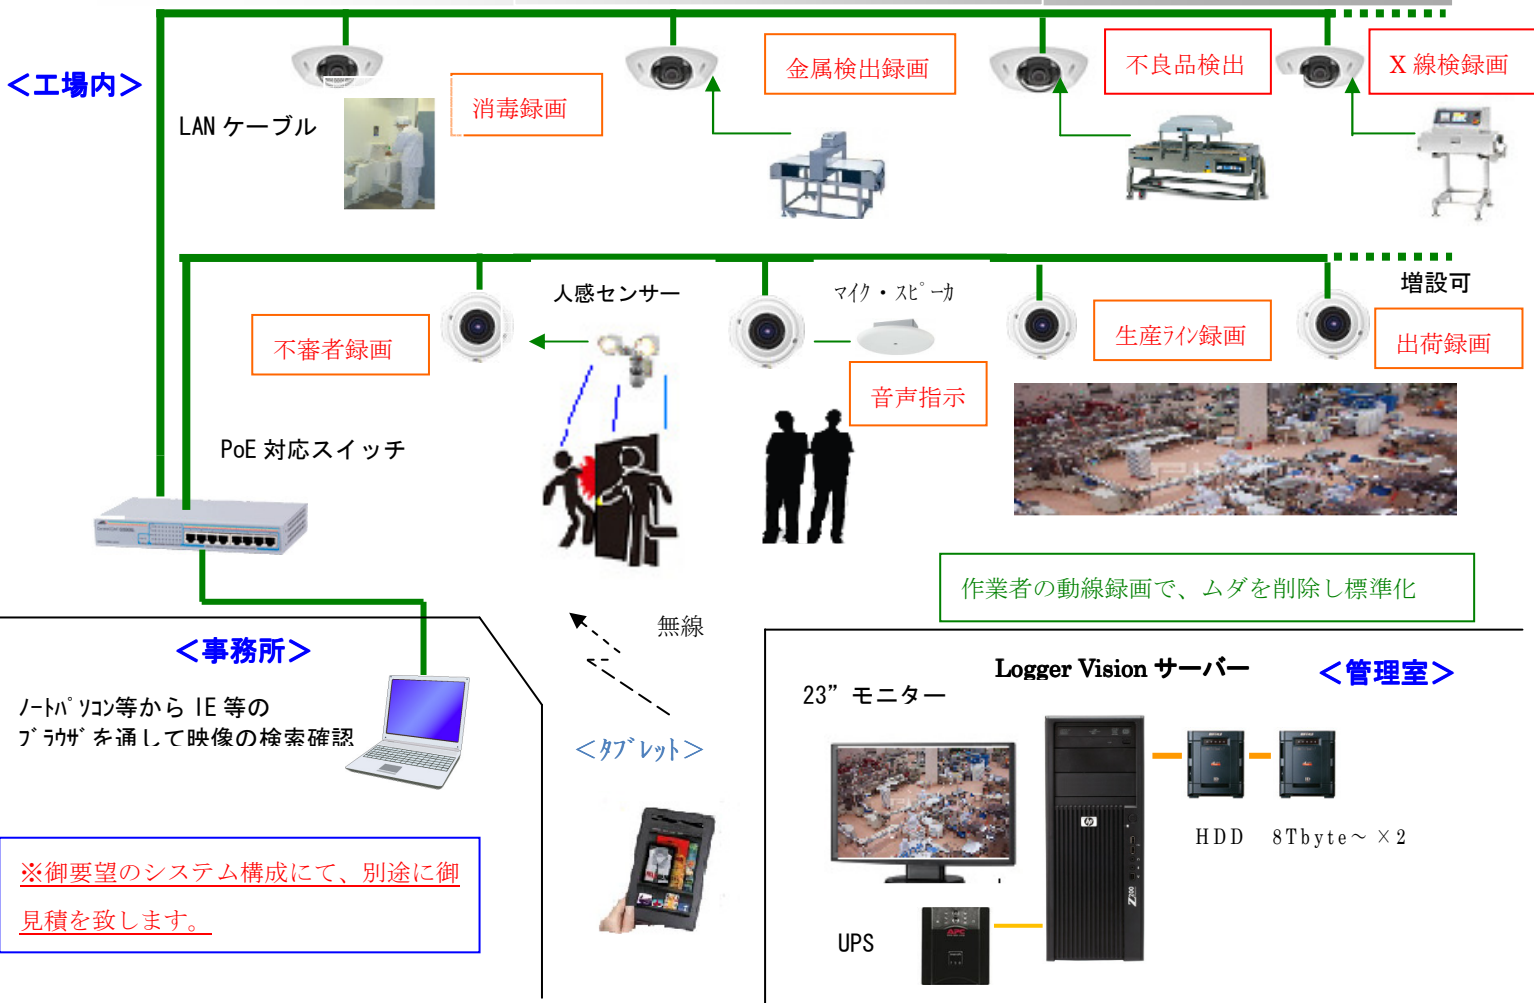 ＜工場内＞
LAN ケーブル
消毒録画
金属検出録画
不良品検出
X 線検録画
人感センサー
ﾏｲｸ・ｽﾋﾟｰｶ
増設可
不審者録画
音声指示
生産ﾗｲﾝ録画
出荷録画
PoE 対応スイッチ
作業者の動線録画で、ムダを削除し標準化
無線
＜事務所＞
ﾉｰﾄﾊﾟｿｺﾝ等から IE 等の
ﾌﾞﾗｳｻﾞを通して映像の検索確認
＜ﾀﾌﾞﾚｯﾄ＞
Logger Vision サーバー
＜管理室＞
23” モニター
HDD 8Tbyte～×2
UPS
APC
hp
Z200
※御要望のシステム構成にて、別途に御
見積を致します。